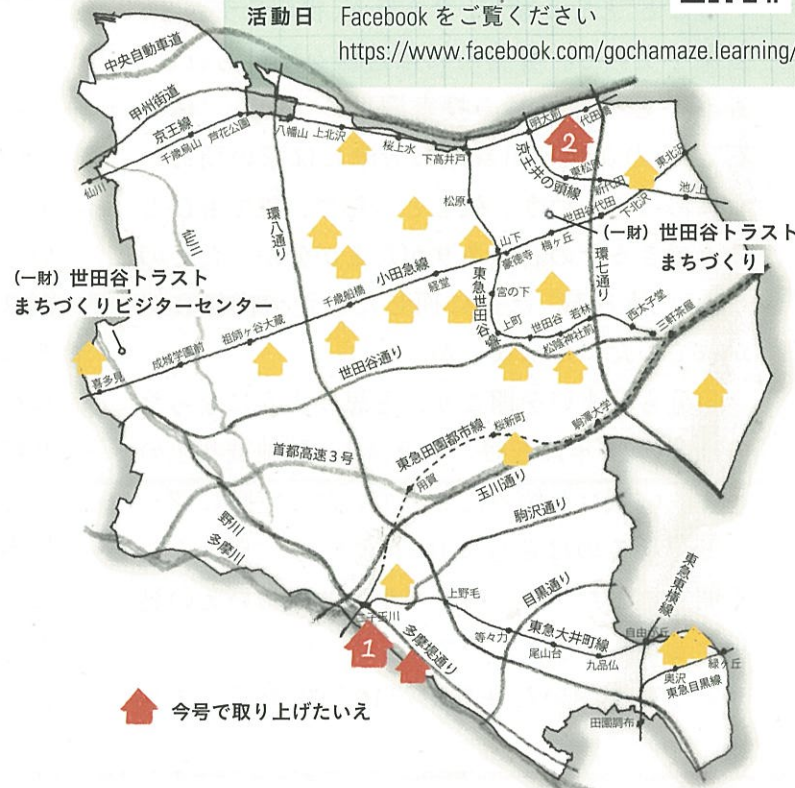 活動日 Facebook をご覧ください
https://www.facebook.com/gochamaze.learning/
中央自動車道
甲州街道
京王線
仙川
千歳烏山
芦花公園
八幡山
上北沢
桜上水
下高井戸
明大前
代田橋
2
京王井の頭線
東松原
新代田
東北沢
池ノ上
下北沢
世田谷代田
梅ヶ丘
豪徳寺
山下
松原
環八通り
環七通り
仙川
(一財) 世田谷トラスト
まちづくり
(一財) 世田谷トラスト
まちづくりビジターセンター
小田急線
経堂
千歳船橋
祖師ヶ谷大蔵
成城学園前
喜多見
東急世田谷線
宮の下
上町
世田谷
松陰神社前
若林
西太子堂
三軒茶屋
世田谷通り
東急田園都市線
桜新町
駒澤大学
用賀
首都高速3号
玉川通り
駒沢通り
野川
多摩川
二子玉川
1
多摩堤通り
上野毛
目黒通り
等々力
尾山台
東急大井町線
九品仏
自由が丘
東急東横線
緑ヶ丘
奥沢
東急目黒線
田園調布
今号で取り上げたいえ